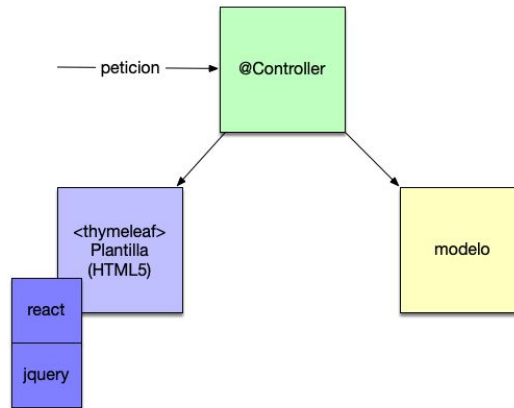 peticion
@Controller
<thymeleaf>
Plantilla
(HTML5)
modelo
react
jquery